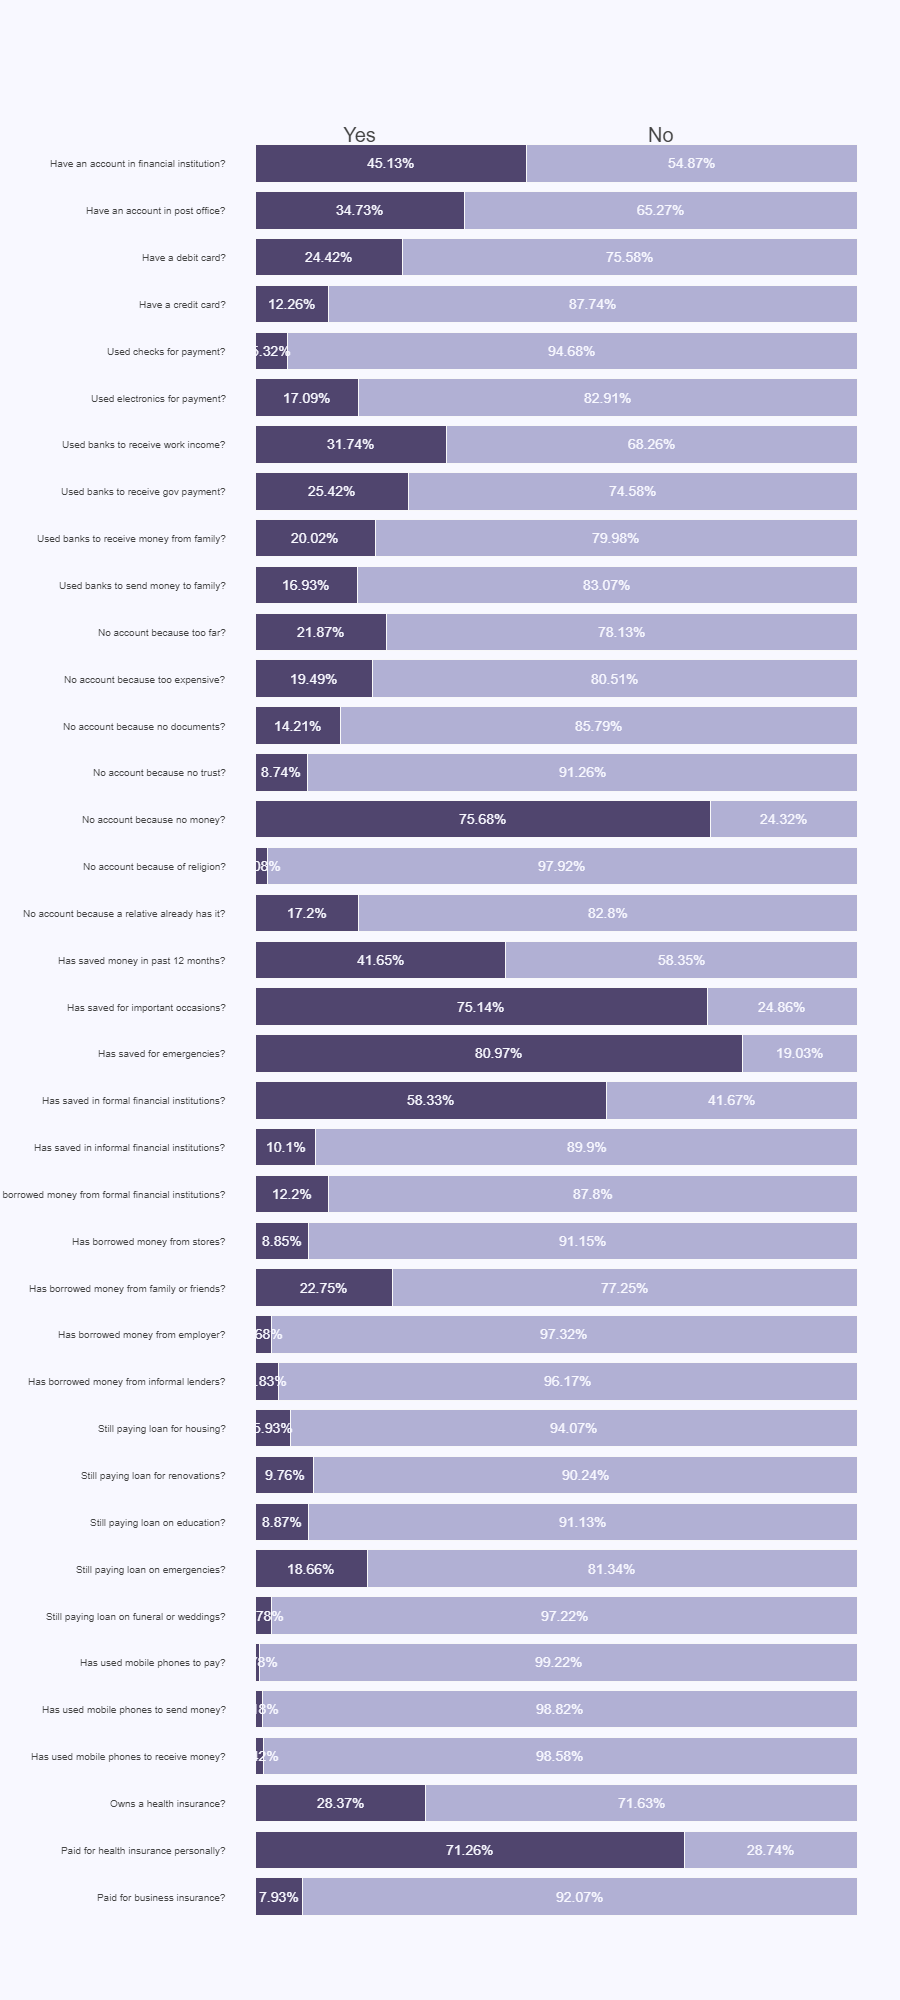 Yes No
Have an account in financial institution? 45.13% 54.87%
Have an account in post office? 34.73% 65.27%
Have a debit card? 24.42% 75.58%
Have a credit card? 12.26% 87.74%
Used checks for payment? 5.32% 94.68%
Used electronics for payment? 17.09% 82.91%
Used banks to receive work income? 31.74% 68.26%
Used banks to receive gov payment? 25.42% 74.58%
Used banks to receive money from family? 20.02% 79.98%
Used banks to send money to family? 16.93% 83.07%
No account because too far? 21.87% 78.13%
No account because too expensive? 19.49% 80.51%
No account because no documents? 14.21% 85.79%
No account because no trust? 8.74% 91.26%
No account because no money? 75.68% 24.32%
No account because of religion? 08% 97.92%
No account because a relative already has it? 17.2% 82.8%
Has saved money in past 12 months? 41.65% 58.35%
Has saved for important occasions? 75.14% 24.86%
Has saved for emergencies? 80.97% 19.03%
Has saved in formal financial institutions? 58.33% 41.67%
Has saved in informal financial institutions? 10.1% 89.9%
borrowed money from formal financial institutions? 12.2% 87.8%
Has borrowed money from stores? 8.85% 91.15%
Has borrowed money from family or friends? 22.75% 77.25%
Has borrowed money from employer? 68% 97.32%
Has borrowed money from informal lenders? .83% 96.17%
Still paying loan for housing? 5.93% 94.07%
Still paying loan for renovations? 9.76% 90.24%
Still paying loan on education? 8.87% 91.13%
Still paying loan on emergencies? 18.66% 81.34%
Still paying loan on funeral or weddings? 78% 97.22%
Has used mobile phones to pay? 8% 99.22%
Has used mobile phones to send money? 8% 98.82%
Has used mobile phones to receive money? 2% 98.58%
Owns a health insurance? 28.37% 71.63%
Paid for health insurance personally? 71.26% 28.74%
Paid for business insurance? 7.93% 92.07%